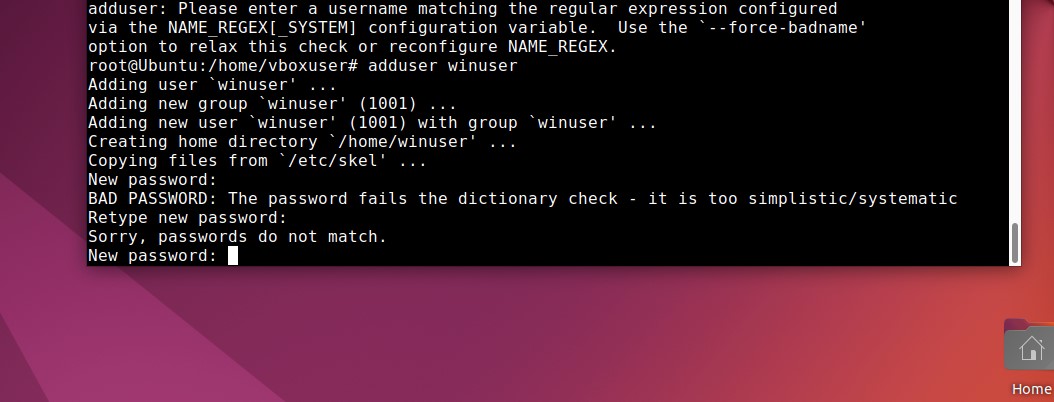 adduser: Please enter a username matching the regular expression configured
via the NAME_REGEX[_SYSTEM] configuration variable.  Use the `--force-badname'
option to relax this check or reconfigure NAME_REGEX.
root@Ubuntu:/home/vboxuser# adduser winuser
Adding user `winuser' ...
Adding new group `winuser' (1001) ...
Adding new user `winuser' (1001) with group `winuser' ...
Creating home directory `/home/winuser' ...
Copying files from `/etc/skel' ...
New password:
BAD PASSWORD: The password fails the dictionary check - it is too simplistic/systematic
Retype new password:
Sorry, passwords do not match.
New password:
Home